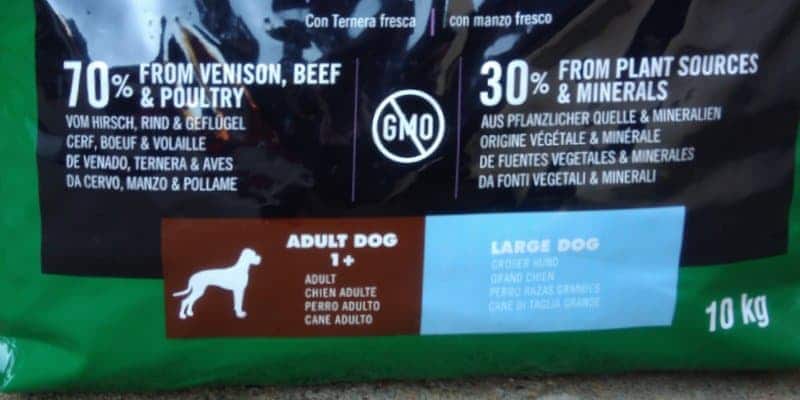 Con Ternera fresca
con manzo fresco
70% FROM VENISON, BEEF
& POULTRY
VOM HIRSCH, RIND & GEFLÜGEL
CERF, BOEUF & VOLAILLE
DE VENADO, TERNERA & AVES
DA CERVO, MANZO & POLLAME
GMO
30% FROM PLANT SOURCES
& MINERALS
AUS PFLANZLICHER QUELLE & MINERALIEN
ORIGINE VÉGÉTALE & MINÉRALE
DE FUENTES VEGETALES & MINERALES
DA FONTI VEGETALI & MINERALI
ADULT DOG
1+
ADULT
CHIEN ADULTE
PERRO ADULTO
CANE ADULTO
LARGE DOG
GROßER HUND
GRAND CHIEN
PERRO RAZAS GRANDES
CANE DI TAGLIA GRANDE
10 kg